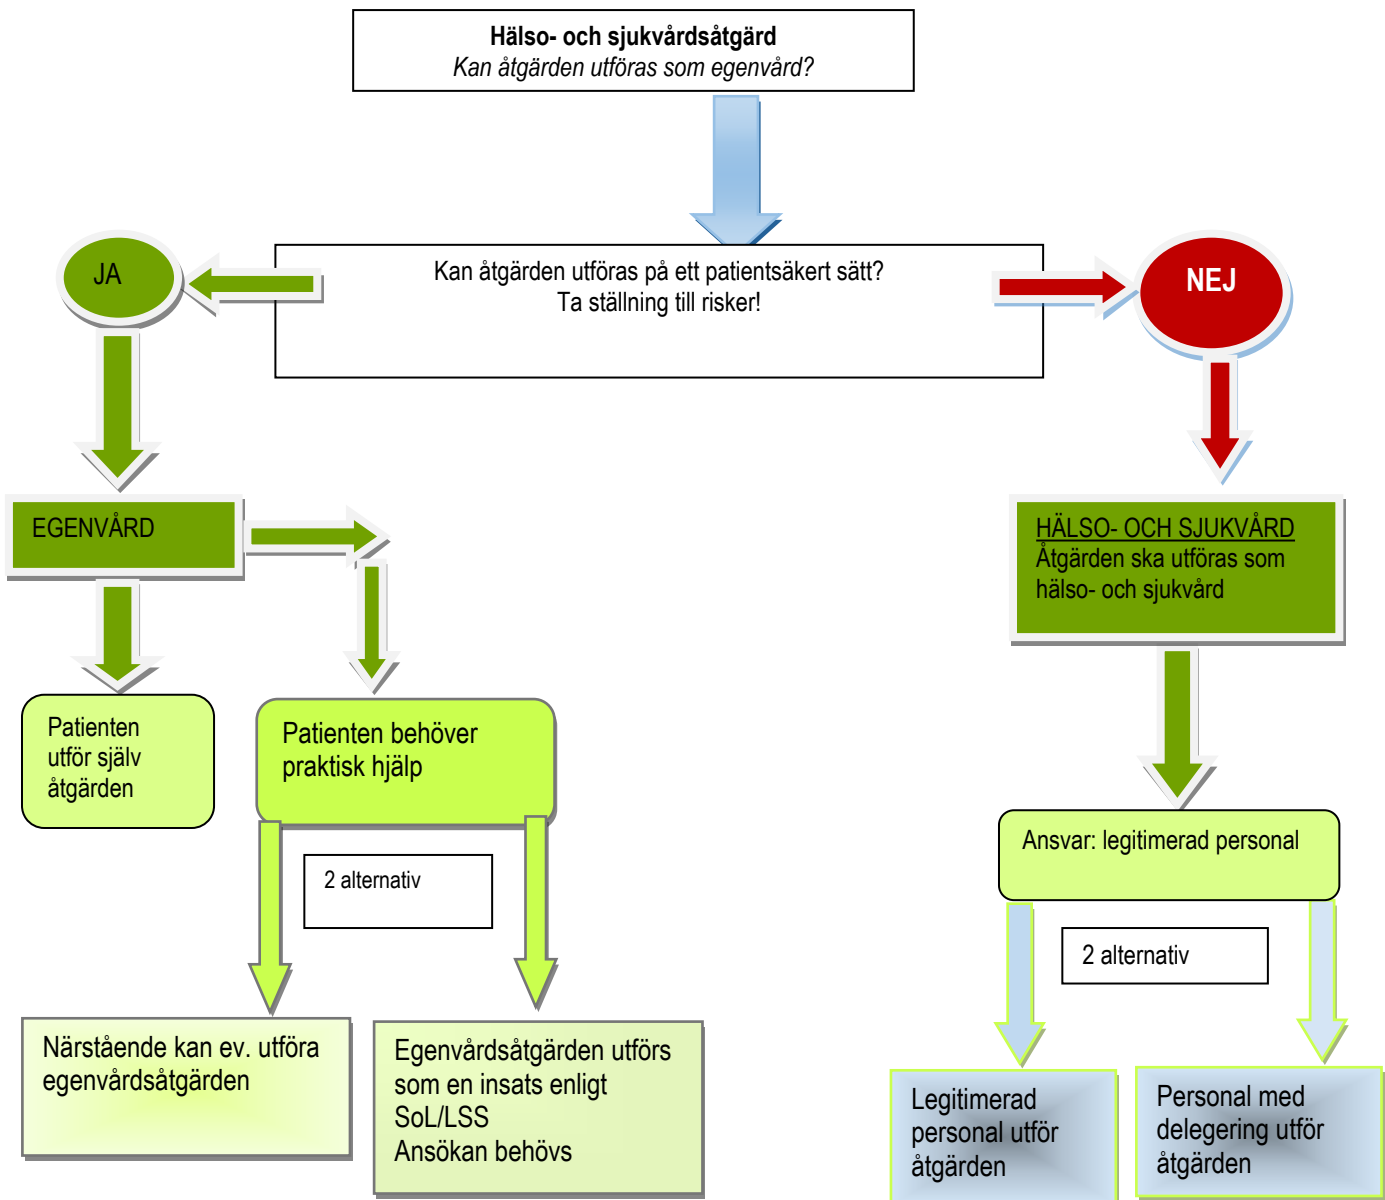 Hälso- och sjukvårdsåtgärd
Kan åtgärden utföras som egenvård?
JA
Kan åtgärden utföras på ett patientsäkert sätt?
Ta ställning till risker!
NEJ
EGENVÅRD
HÄLSO- OCH SJUKVÅRD
Åtgärden ska utföras som
hälso- och sjukvård
Patienten
utför själv
åtgärden
Patienten behöver
praktisk hjälp
Ansvar: legitimerad personal
2 alternativ
2 alternativ
Närstående kan ev. utföra
egenvårdsåtgärden
Egenvårdsåtgärden utförs
som en insats enligt
SoL/LSS
Ansökan behövs
Legitimerad
personal utför
åtgärden
Personal med
delegering utför
åtgärden